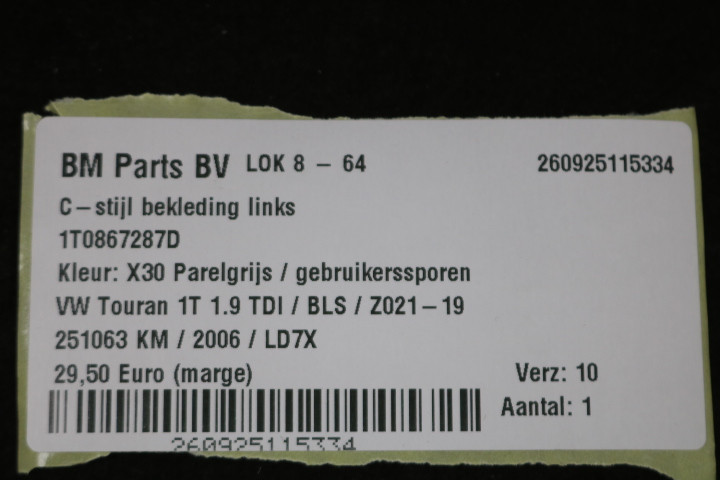 BM Parts BV LOK 8 - 64 260925115334
C-stijl bekleding links
1T0867287D
Kleur: X30 Parelgrijs / gebruikerssporen
VW Touran 1T 1.9 TDI / BLS / Z021-19
251063 KM / 2006 / LD7X
29,50 Euro (marge) Verz: 10
Aantal: 1
260925115334